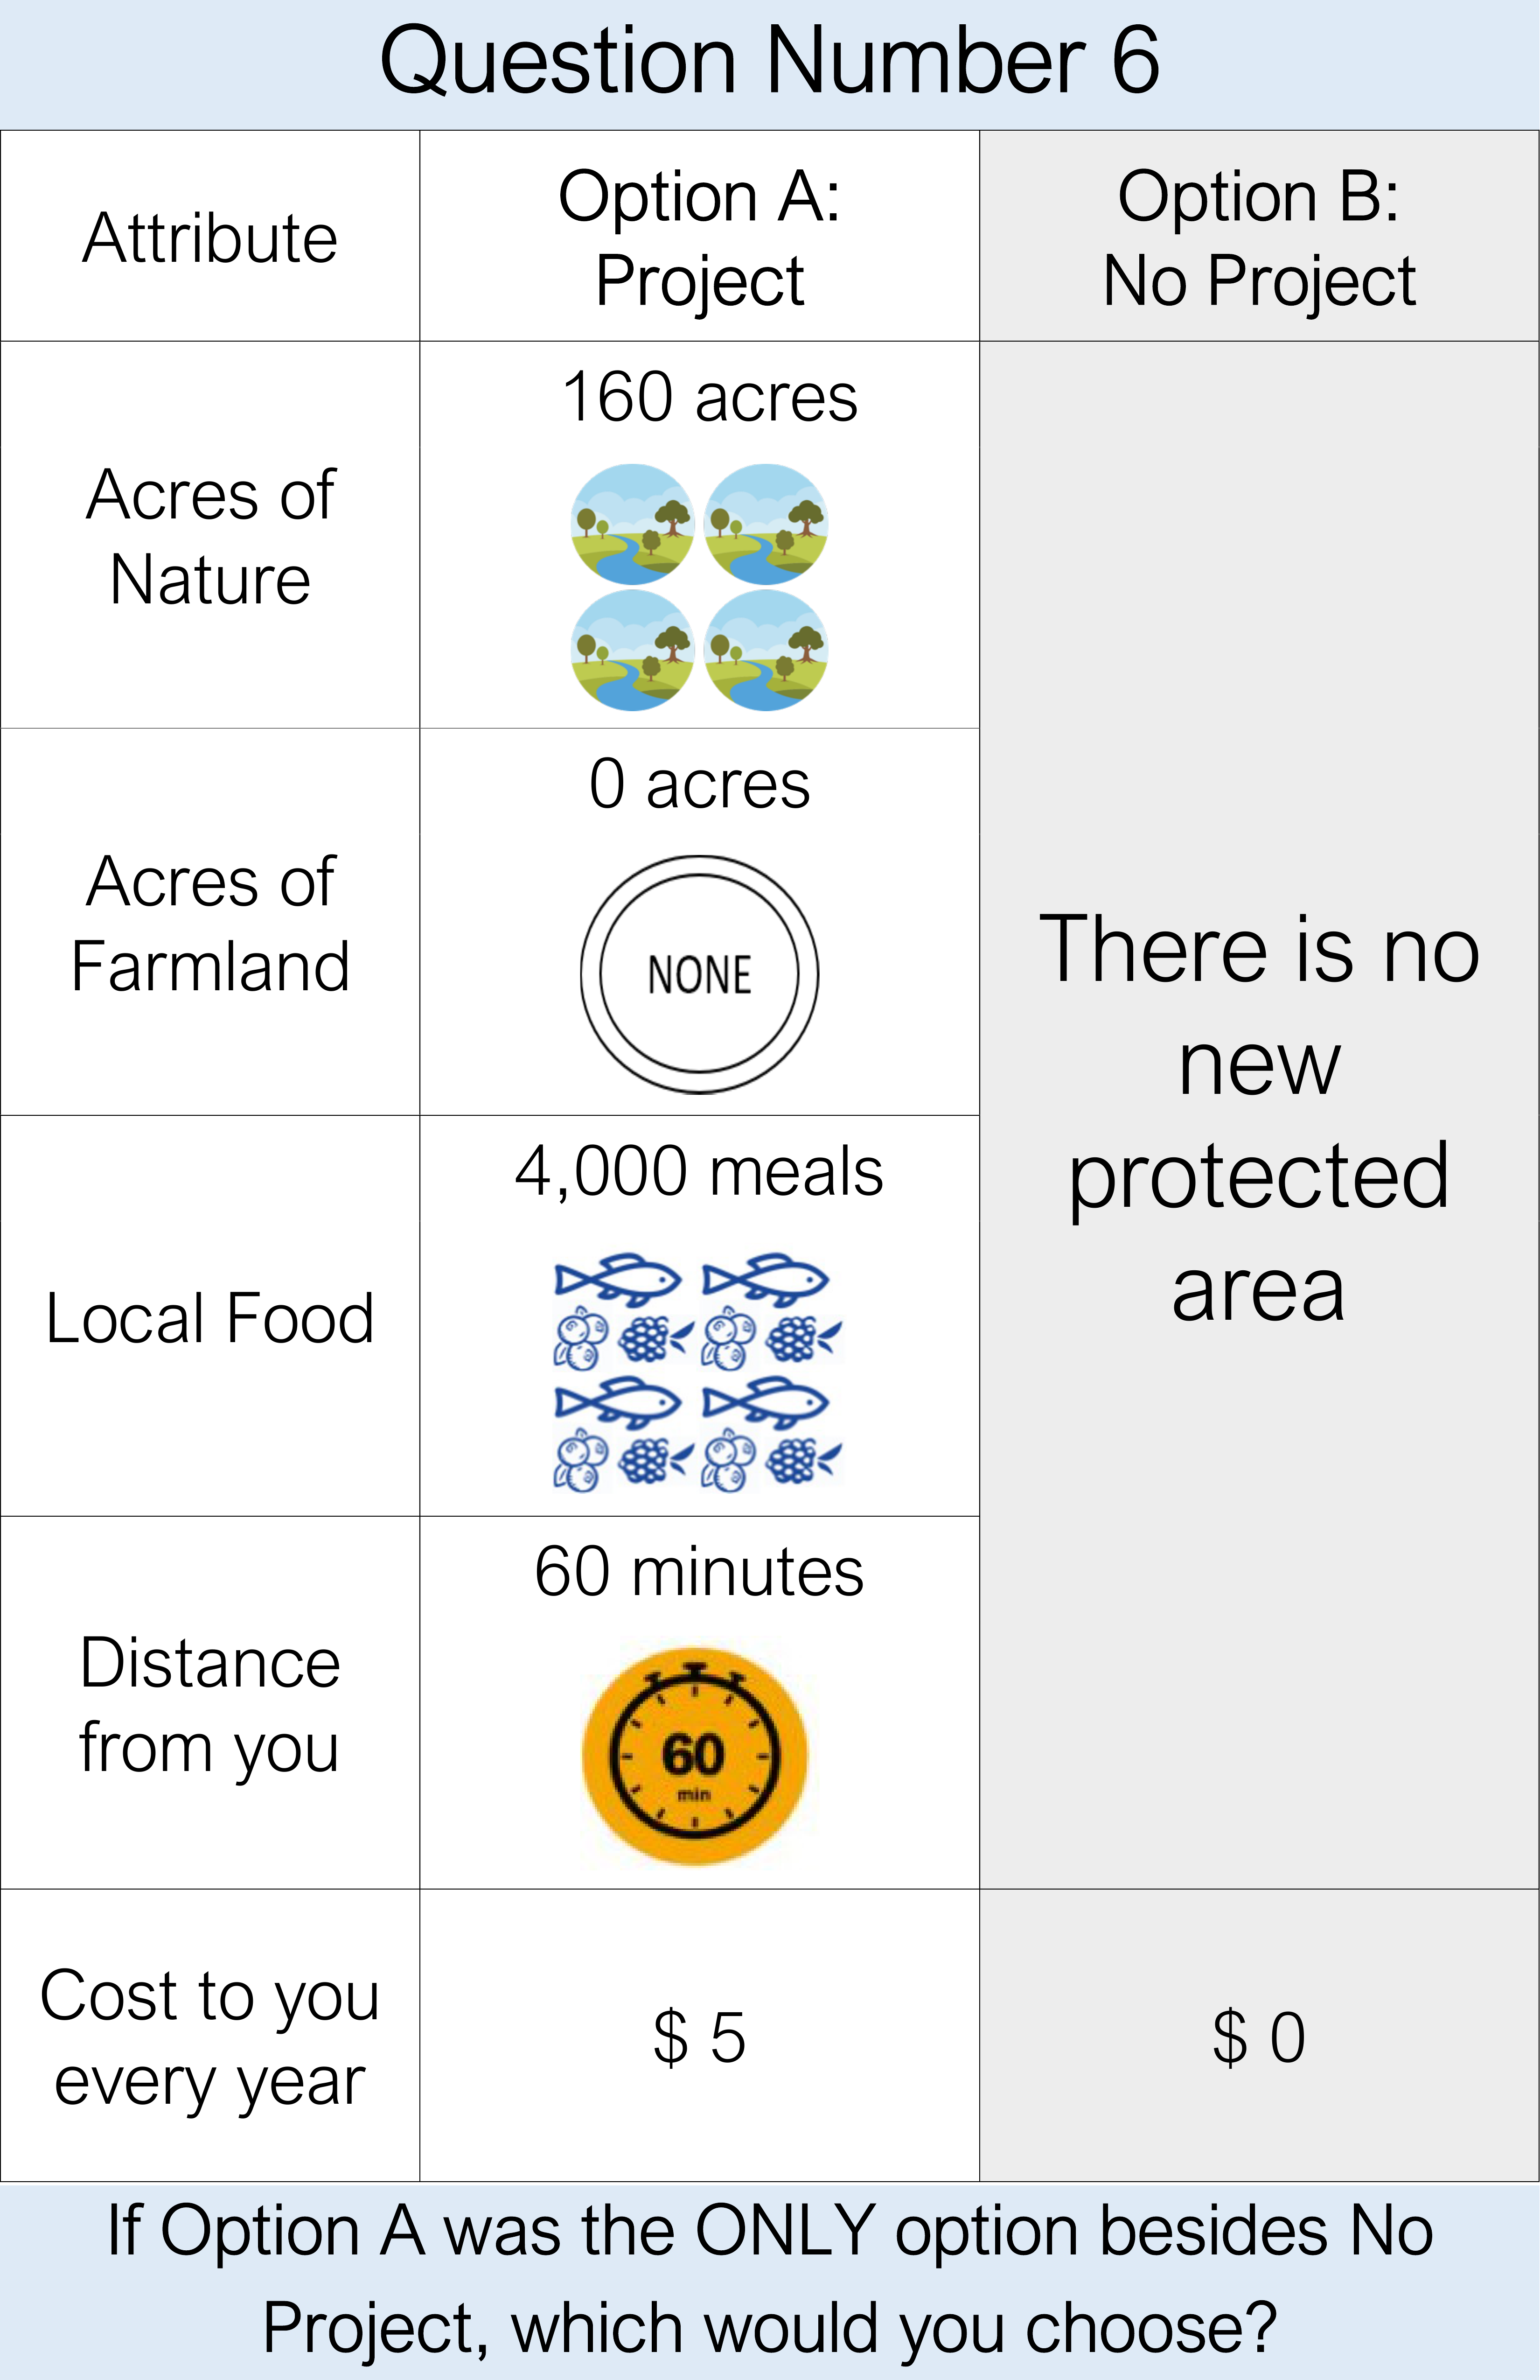 Question Number 6
Attribute
Option A:
Project
Option B:
No Project
Acres of
Nature
160 acres
Acres of
Farmland
0 acres
NONE
Local Food
4,000 meals
Distance
from you
60 minutes
60
min
There is no
new
protected
area
Cost to you
every year
$ 5
$ 0
If Option A was the ONLY option besides No
Project, which would you choose?